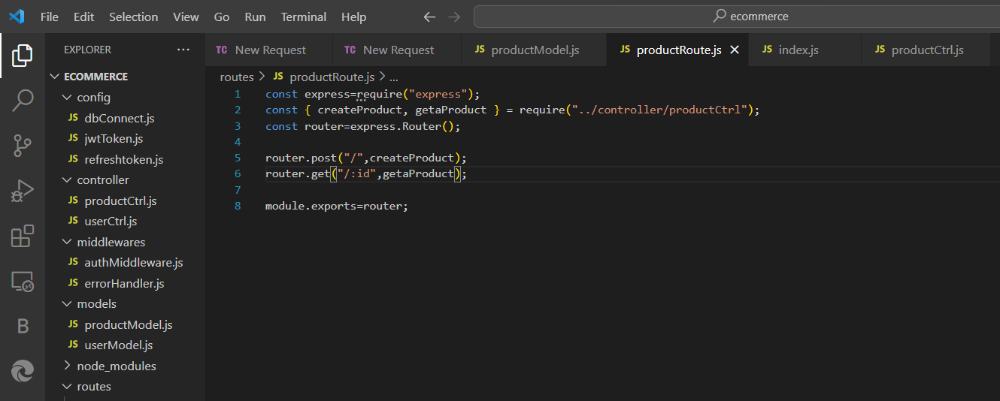 File Edit Selection View Go Run Terminal Help ecommerce
EXPLORER ...
TC New Request TC New Request JS productModel.js JS productRoute.js JS index.js JS productCtrl.js
ECOMMERCE
config
JS dbConnect.js
JS jwtToken.js
JS refreshtoken.js
controller
JS productCtrl.js
JS userCtrl.js
middlewares
JS authMiddleware.js
JS errorHandler.js
models
JS productModel.js
JS userModel.js
node_modules
routes
B
routes > JS productRoute.js > ...
1 const express=require("express");
2 const { createProduct, getaProduct } = require("../controller/productCtrl");
3 const router=express.Router();
4
5 router.post("/",createProduct);
6 router.get("/:id",getaProduct);
7
8 module.exports=router;